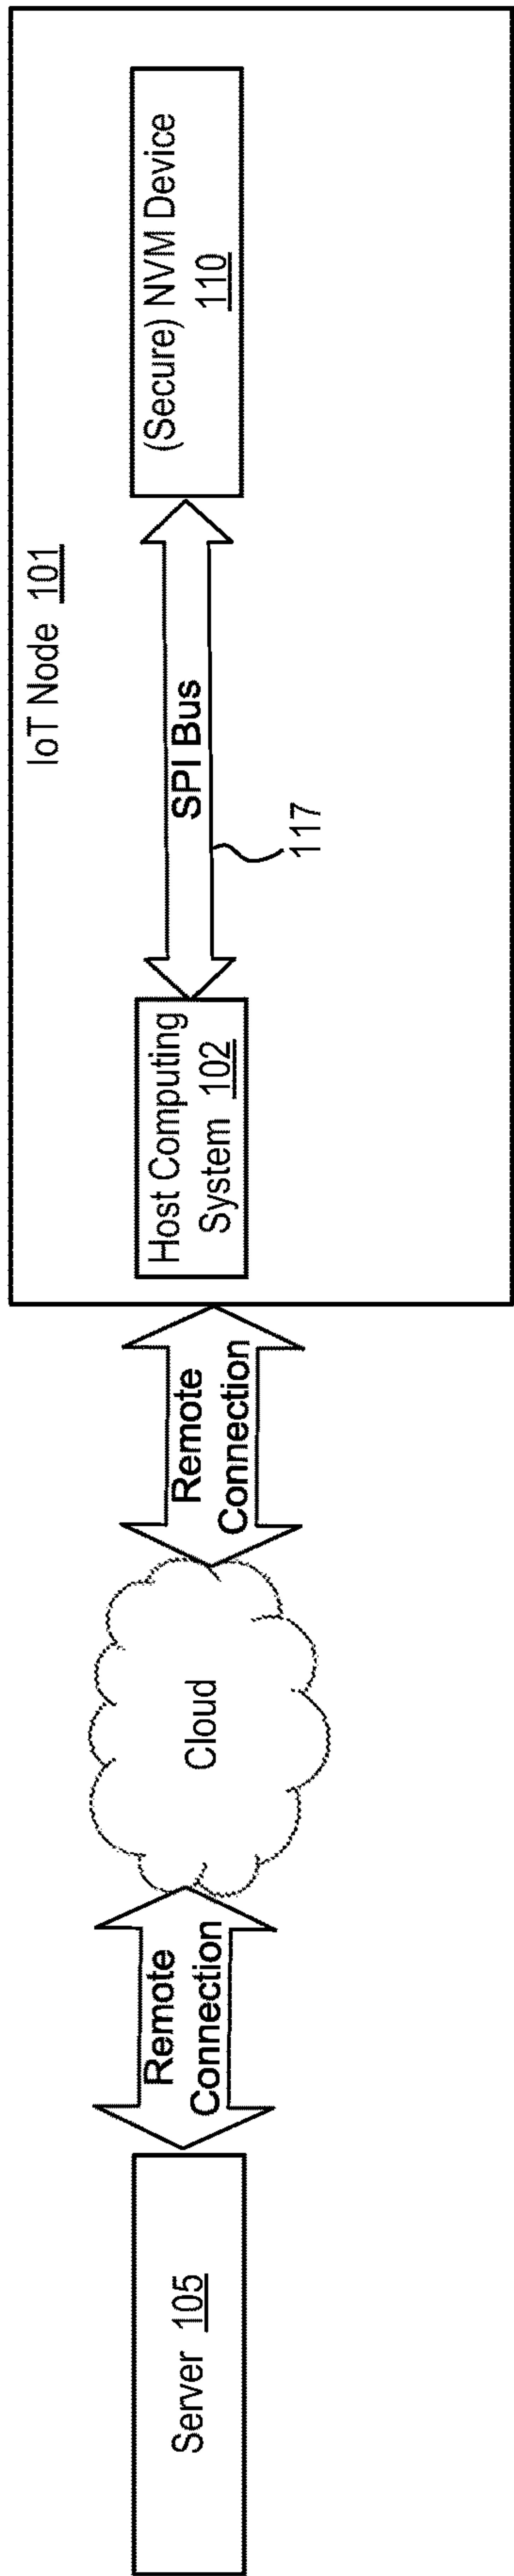 Server 105
Remote
Connection
Cloud
Remote
Connection
IoT Node 101
Host Computing
System 102
SPI Bus
117
(Secure) NVM Device
110